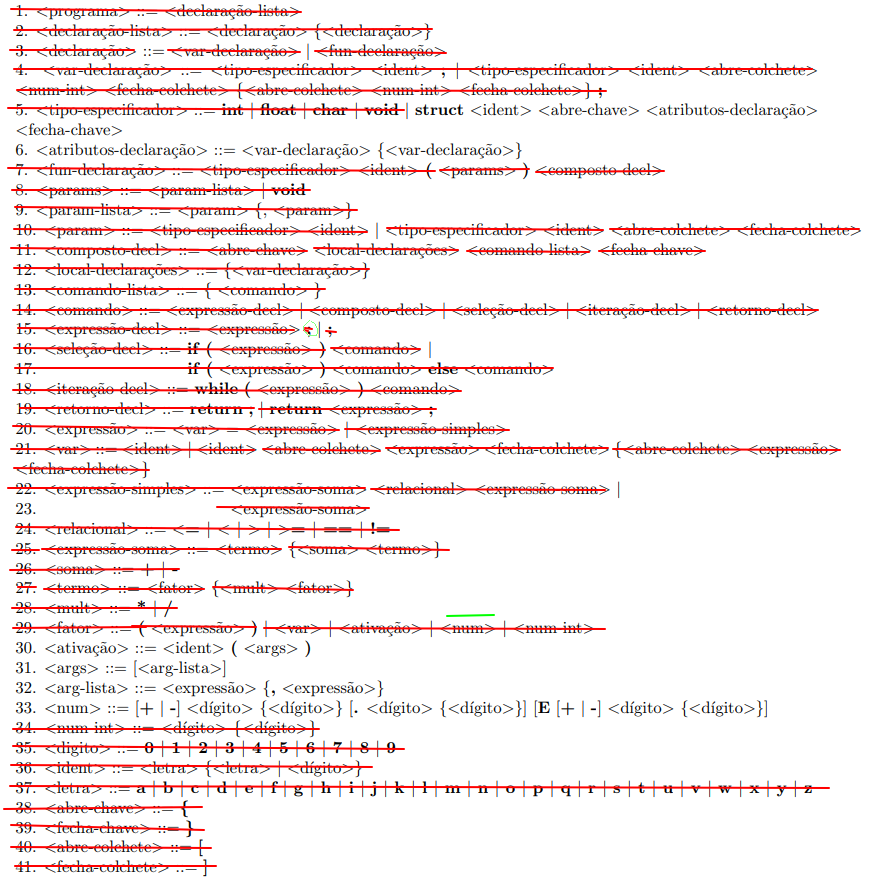 1. <programa> ::= <declaração-lista>
2. <declaração-lista> ::= <declaração> {<declaração>}
3. <declaração> ::= <var-declaração> | <fun-declaração>
4. <var-declaração> ::= <tipo-especificador> <ident> ; | <tipo-especificador> <ident> <abre-colchete>
<num-int> <fecha-colchete> {<abre-colchete> <num-int> <fecha-colchete>} ;
5. <tipo-especificador> ::= int | float | char | void | struct <ident> <abre-chave> <atributos-declaração>
<fecha-chave>
6. <atributos-declaração> ::= <var-declaração> {<var-declaração>}
7. <fun-declaração> ::= <tipo-especificador> <ident> ( <params> ) <composto-decl>
8. <params> ::= <param-lista> | void
9. <param-lista> ::= <param> {, <param>}
10. <param> ::= <tipo-especificador> <ident> | <tipo-especificador> <ident> <abre-colchete> <fecha-colchete>
11. <composto-decl> ::= <abre-chave> <local-declarações> <comando-lista> <fecha-chave>
12. <local-declarações> ::= {<var-declaração>}
13. <comando-lista> ::= { <comando> }
14. <comando> ::= <expressão-decl> | <composto-decl> | <seleção-decl> | <iteração-decl> | <retorno-decl>
15. <expressão-decl> ::= <expressão> ; | ;
16. <seleção-decl> ::= if ( <expressão> ) <comando> |
17. if ( <expressão> ) <comando> else <comando>
18. <iteração-decl> ::= while ( <expressão> ) <comando>
19. <retorno-decl> ::= return ; | return <expressão> ;
20. <expressão> ::= <var> = <expressão> | <expressão-simples>
21. <var> ::= <ident> | <ident> <abre-colchete> <expressão> <fecha-colchete> {<abre-colchete> <expressão>
<fecha-colchete>}
22. <expressão-simples> ::= <expressão-soma> <relacional> <expressão-soma> |
23. <expressão-soma>
24. <relacional> ::= <= | < | > | >= | == | !=
25. <expressão-soma> ::= <termo> {<soma> <termo>}
26. <soma> ::= + | -
27. <termo> ::= <fator> {<mult> <fator>}
28. <mult> ::= * | /
29. <fator> ::= ( <expressão> ) | <var> | <ativação> | <num> | <num-int>
30. <ativação> ::= <ident> ( <args> )
31. <args> ::= [<arg-lista>]
32. <arg-lista> ::= <expressão> {, <expressão>}
33. <num> ::= [+ | -] <dígito> {<dígito>} [. <dígito> {<dígito>}] [E [+ | -] <dígito> {<dígito>}]
34. <num-int> ::= <dígito> {<dígito>}
35. <dígito> ::= 0 | 1 | 2 | 3 | 4 | 5 | 6 | 7 | 8 | 9
36. <ident> ::= <letra> {<letra> | <dígito>}
37. <letra> ::= a | b | c | d | e | f | g | h | i | j | k | l | m | n | o | p | q | r | s | t | u | v | w | x | y | z
38. <abre-chave> ::= {
39. <fecha-chave> ::= }
40. <abre-colchete> ::= [
41. <fecha-colchete> ::= ]